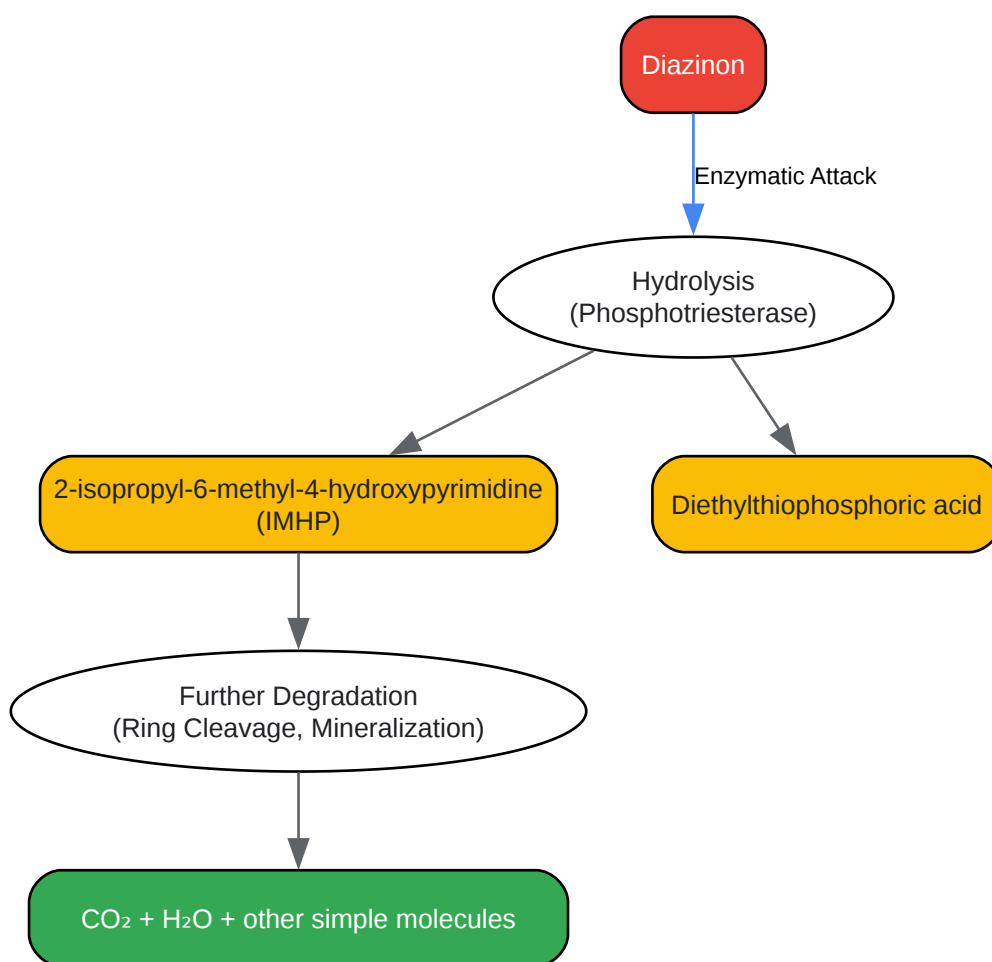 Diazinon
Enzymatic Attack
Hydrolysis
(Phosphotriesterase)
2-isopropyl-6-methyl-4-hydroxypyrimidine
(IMHP)
Diethylthiophosphoric acid
Further Degradation
(Ring Cleavage, Mineralization)
CO₂ + H₂O + other simple molecules